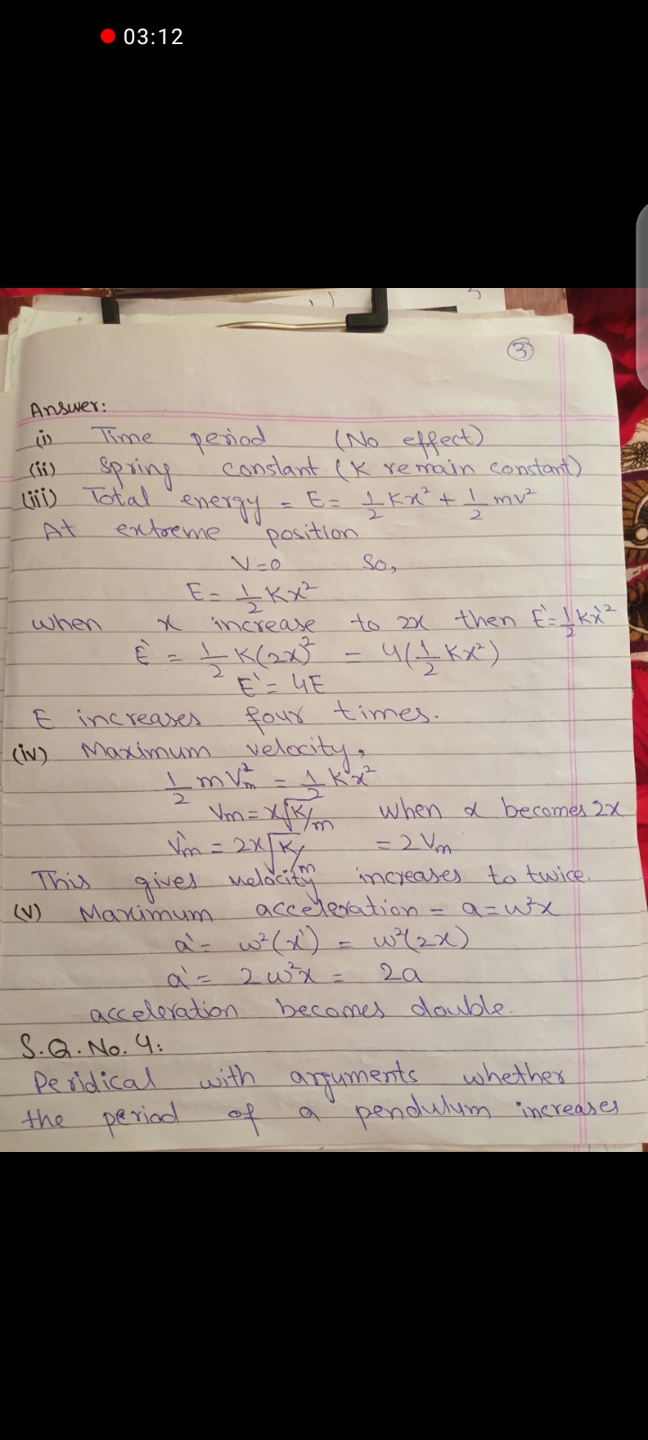 03:12
3
Answer:
(i) Time period (No effect)
(ii) Spring constant (K remain constant)
(iii) Total energy = E = 1/2 Kx² + 1/2 mv²
At extreme position
V=0 So,
E = 1/2 Kx²
when x increase to 2x then E' = 1/2 Kx'²
E' = 1/2 K(2x)² = 4(1/2 Kx²)
E' = 4E
E increases four times.
(iv) Maximum velocity,
1/2 mVm² = 1/2 Kx²
Vm = x√K/m when x becomes 2x
V'm = 2x√K/m = 2Vm
This gives velocity increases to twice.
(v) Maximum acceleration = a = w²x
a' = w²(x') = w²(2x)
a' = 2w²x = 2a
acceleration becomes double.
S.Q.No.4:
Peridical with arguments whether
the period of a pendulum increases